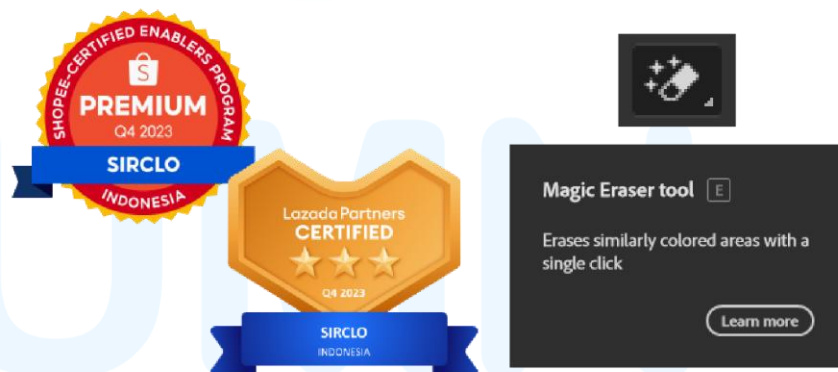 SHOPEE-CERTIFIED ENABLERS PROGRAM
S
PREMIUM
Q4 2023
SIRCLO
INDONESIA
Lazada Partners
CERTIFIED
Q4 2023
SIRCLO
INDONESIA
Magic Eraser tool E
Erases similarly colored areas with a
single click
Learn more